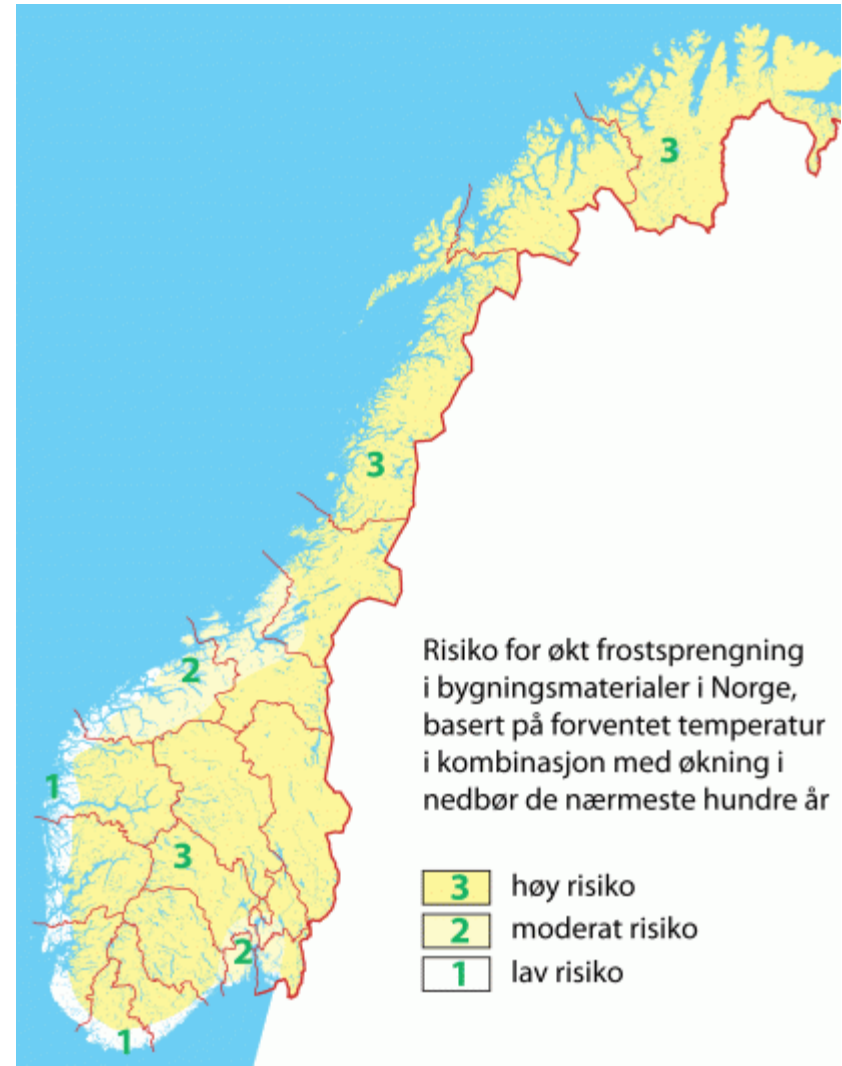 3
3
2
1
3
2
1
Risiko for økt frostsprengning
i bygningsmaterialer i Norge,
basert på forventet temperatur
i kombinasjon med økning i
nedbør de nærmeste hundre år
3 høy risiko
2 moderat risiko
1 lav risiko